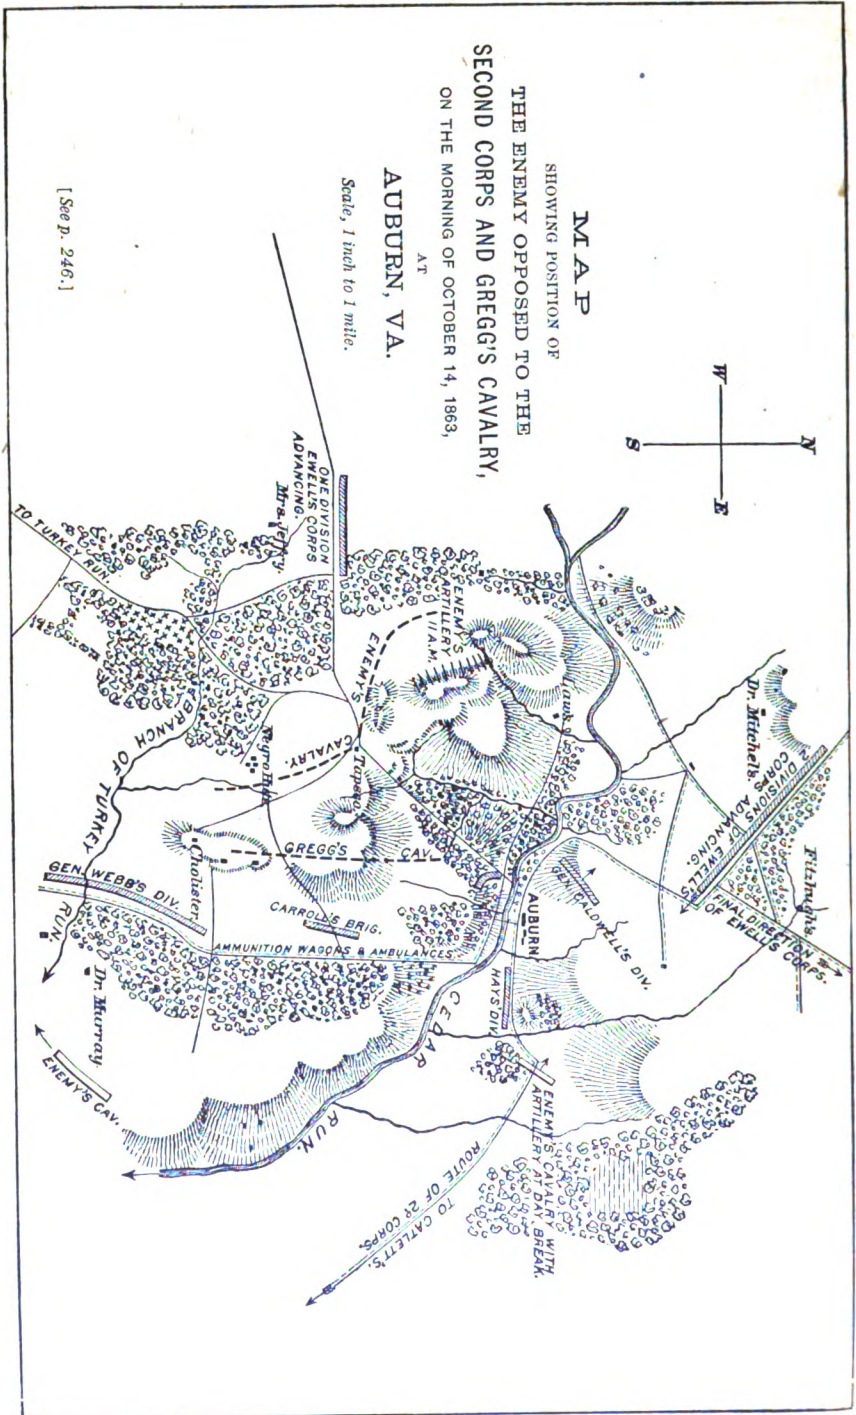 MAP
SHOWING POSITION OF
THE ENEMY OPPOSED TO THE
SECOND CORPS AND GREGG'S CAVALRY,
ON THE MORNING OF OCTOBER 14, 1863,
AT
AUBURN, VA.
Scale, 1 inch to 1 mile.
[See p. 246.]
N
W
E
S
Dr. Mitchels.
Fitzhugh's.
2 DIVISIONS OF EWELL'S
CORPS ADVANCING.
FINAL DIRECTION
OF EWELL'S CORPS.
ENEMY'S
ARTILLERY
11 A.M.
ONE DIVISION
EWELL'S CORPS
ADVANCING.
ENEMY'S
CAVALRY.
GEN. CALDWELL'S DIV.
AUBURN
HAYS' DIV.
ENEMY'S CAVALRY WITH
ARTILLERY AT DAY BREAK.
GREGG'S CAV.
CARROLL'S BRIG.
AMMUNITION WAGONS & AMBULANCES
GEN. WEBB'S DIV.
Dr. Murray.
ENEMY'S CAV.
CEDAR RUN.
ROUTE OF 2D CORPS.
TO CATLETT'S.
TO TURKEY RUN.
BRANCH OF TURKEY RUN.